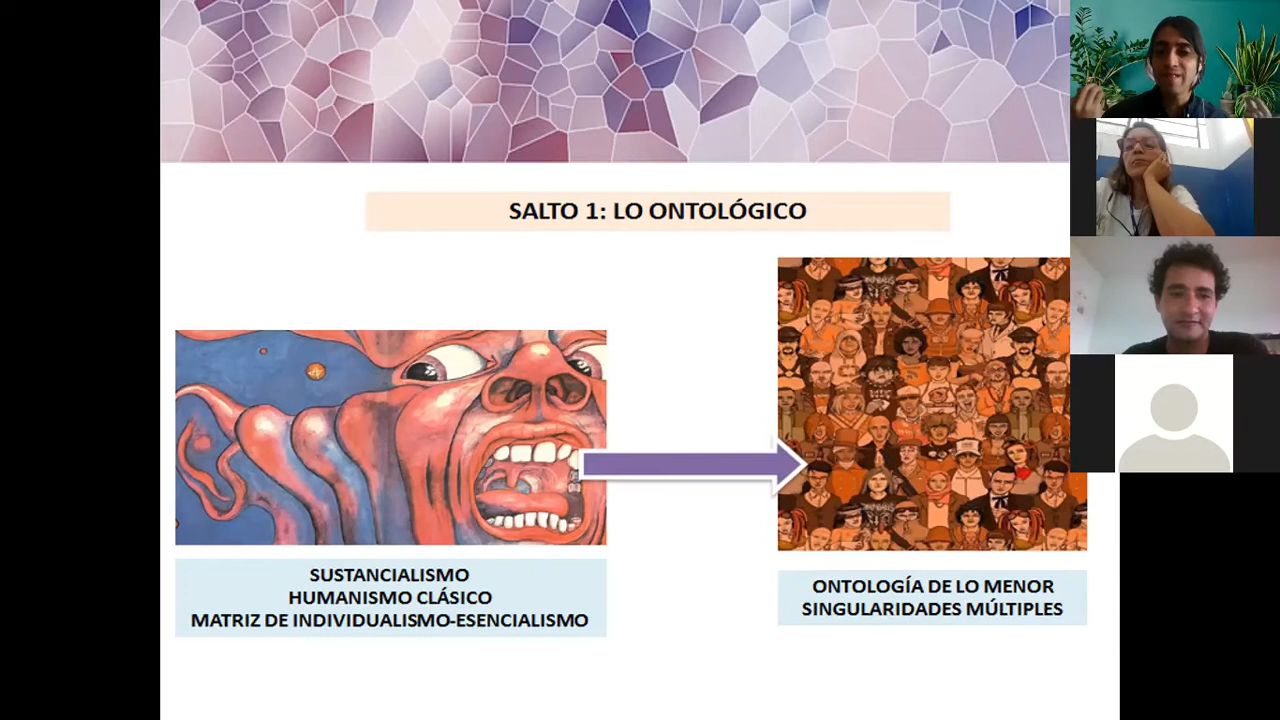 SALTO 1: LO ONTOLÓGICO
SUSTANCIALISMO
HUMANISMO CLÁSICO
MATRIZ DE INDIVIDUALISMO-ESENCIALISMO
ONTOLOGÍA DE LO MENOR
SINGULARIDADES MÚLTIPLES